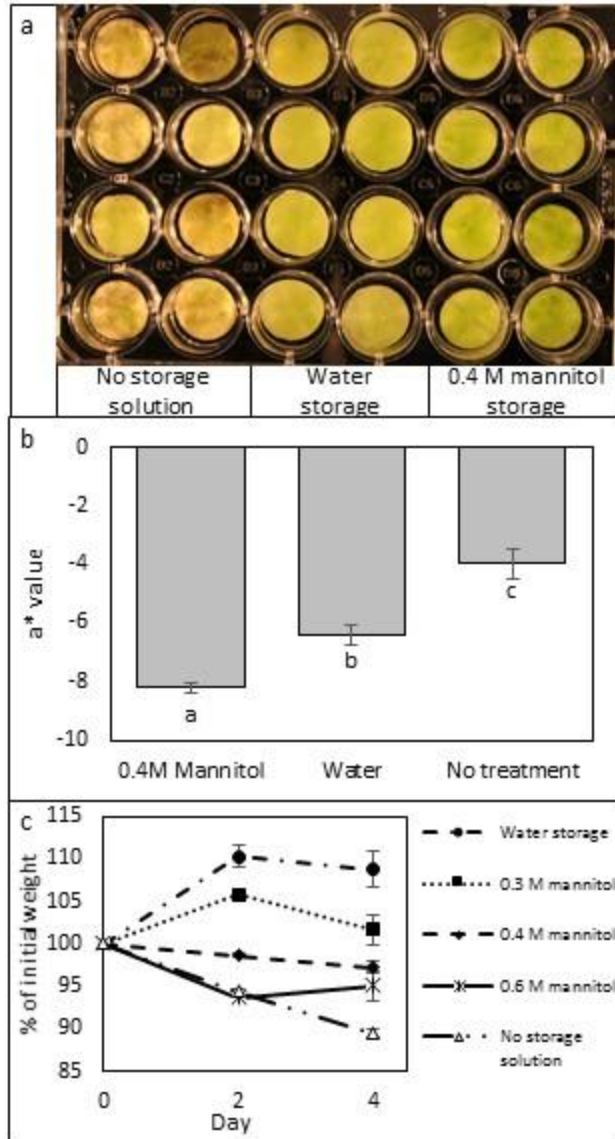 a
No storage
solution
Water
storage
0.4 M mannitol
storage
b
0
-2
-4
-6
-8
-10
a* value
a
b
c
0.4M Mannitol
Water
No treatment
c
115
110
105
100
95
90
85
% of initial weight
0
2
4
Day
Water storage
0.3 M mannitol
0.4 M mannitol
0.6 M mannitol
No storage
solution